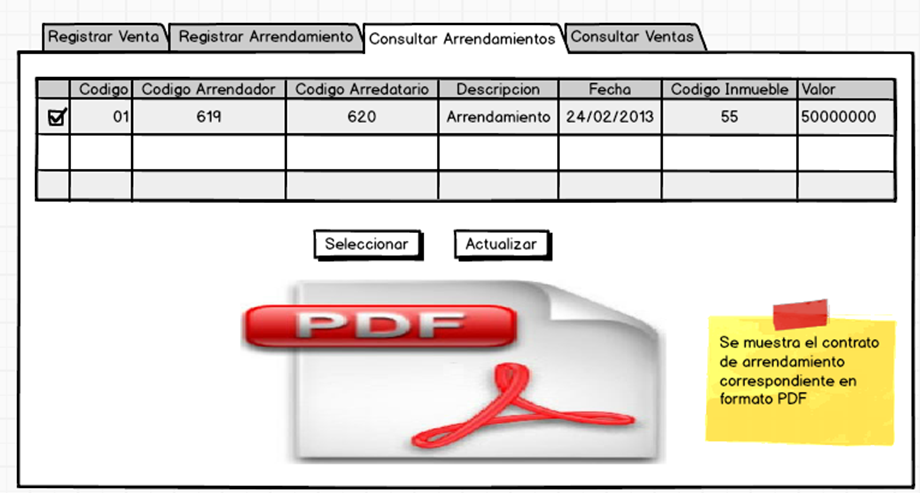 Registrar Venta Registrar Arrendamiento Consultar Arrendamientos Consultar Ventas
Codigo Codigo Arrendador Codigo Arredatario Descripcion Fecha Codigo Inmueble Valor
01 619 620 Arrendamiento 24/02/2013 55 50000000
Seleccionar Actualizar
PDF
Se muestra el contrato
de arrendamiento
correspondiente en
formato PDF